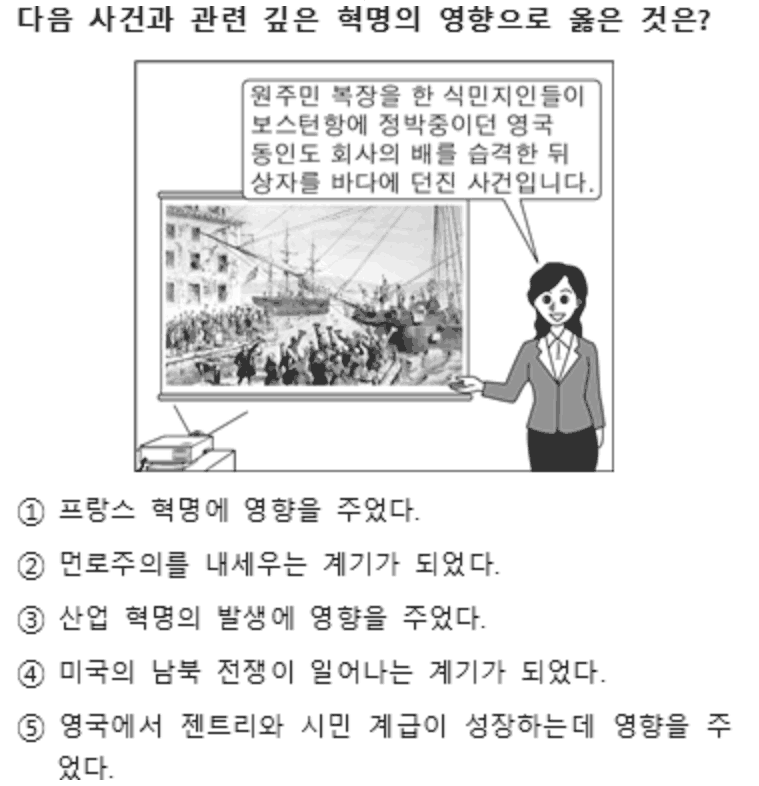 다음 사건과 관련 깊은 혁명의 영향으로 옳은 것은?
원주민 복장을 한 식민지인들이
보스턴항에 정박중이던 영국
동인도 회사의 배를 습격한 뒤
상자를 바다에 던진 사건입니다.
① 프랑스 혁명에 영향을 주었다.
② 먼로주의를 내세우는 계기가 되었다.
③ 산업 혁명의 발생에 영향을 주었다.
④ 미국의 남북 전쟁이 일어나는 계기가 되었다.
⑤ 영국에서 젠트리와 시민 계급이 성장하는데 영향을 주
었다.